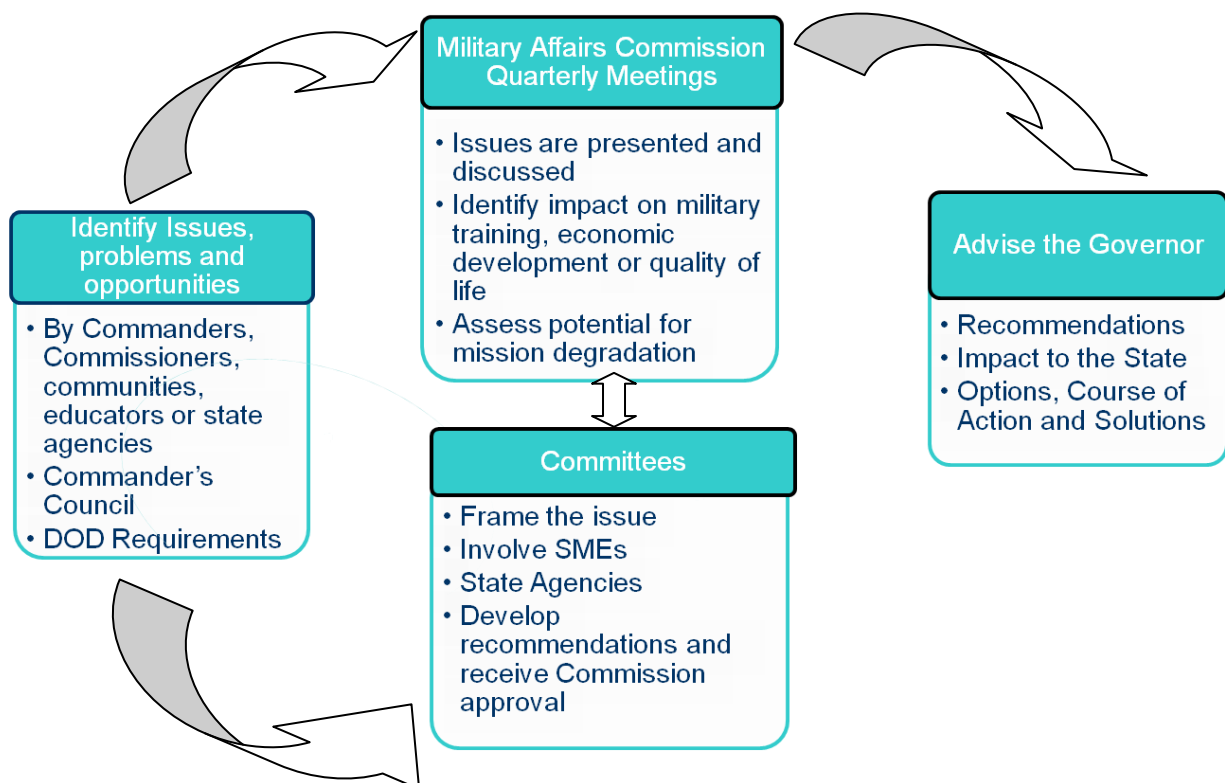 Military Affairs Commission
Quarterly Meetings
• Issues are presented and
discussed
• Identify impact on military
training, economic
development or quality of
life
• Assess potential for
mission degradation
Identify Issues,
problems and
opportunities
• By Commanders,
Commissioners,
communities,
educators or state
agencies
• Commander's
Council
• DOD Requirements
Advise the Governor
• Recommendations
• Impact to the State
• Options, Course of
Action and Solutions
Committees
• Frame the issue
• Involve SMEs
• State Agencies
• Develop
recommendations and
receive Commission
approval